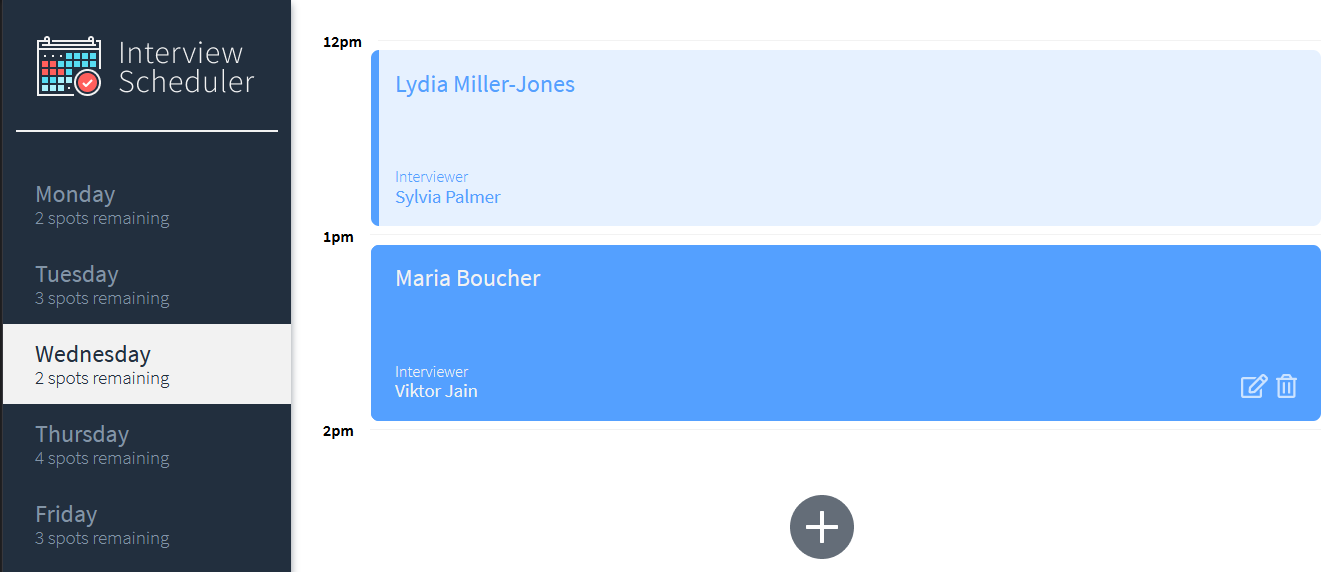 Interview
Scheduler
Monday
2 spots remaining
Tuesday
3 spots remaining
Wednesday
2 spots remaining
Thursday
4 spots remaining
Friday
3 spots remaining
12pm
Lydia Miller-Jones
Interviewer
Sylvia Palmer
1pm
Maria Boucher
Interviewer
Viktor Jain
2pm